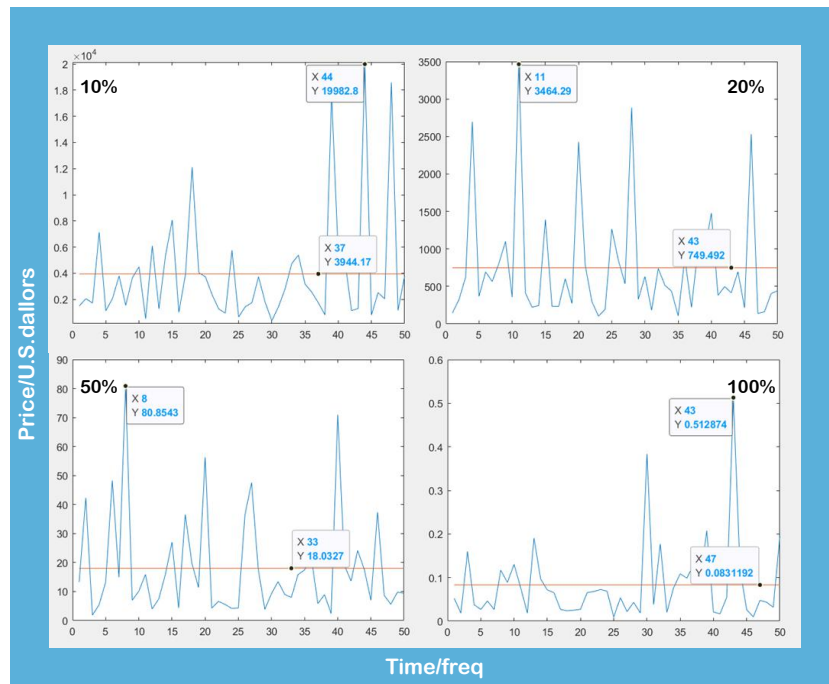 ×10^4
2
1.8
1.6
1.4
1.2
1
0.8
0.6
0.4
0.2
0 5 10 15 20 25 30 35 40 45 50
10%
X 44
Y 19982.8
X 37
Y 3944.17
3500
3000
2500
2000
1500
1000
500
0
0 5 10 15 20 25 30 35 40 45 50
20%
X 11
Y 3464.29
X 43
Y 749.492
90
80
70
60
50
40
30
20
10
0
0 5 10 15 20 25 30 35 40 45 50
50%
X 8
Y 80.8543
X 33
Y 18.0327
0.6
0.5
0.4
0.3
0.2
0.1
0
0 5 10 15 20 25 30 35 40 45 50
100%
X 43
Y 0.512874
X 47
Y 0.0831192
Price/U.S.dallors
Time/freq